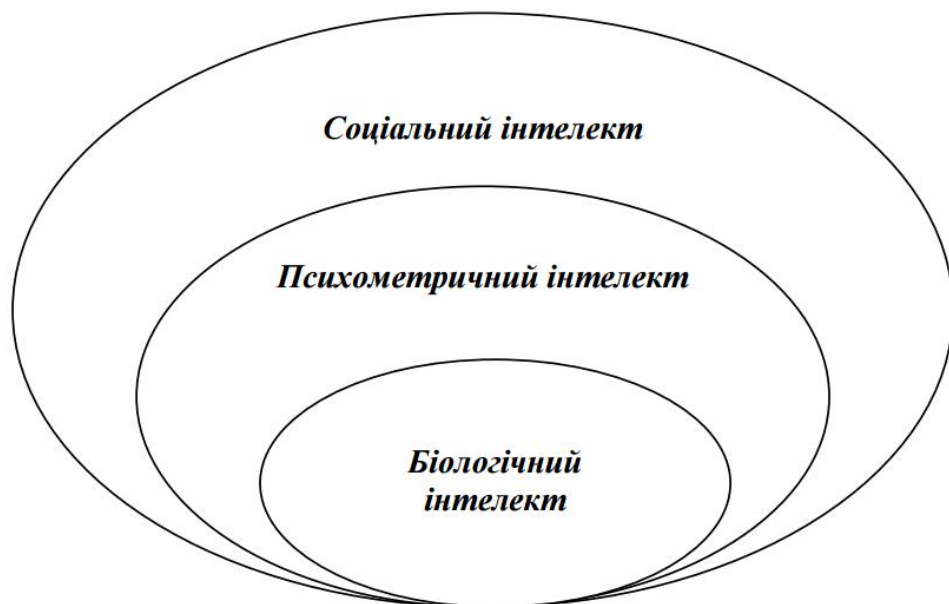 Соціальний інтелект
Психометричний інтелект
Біологічний
інтелект